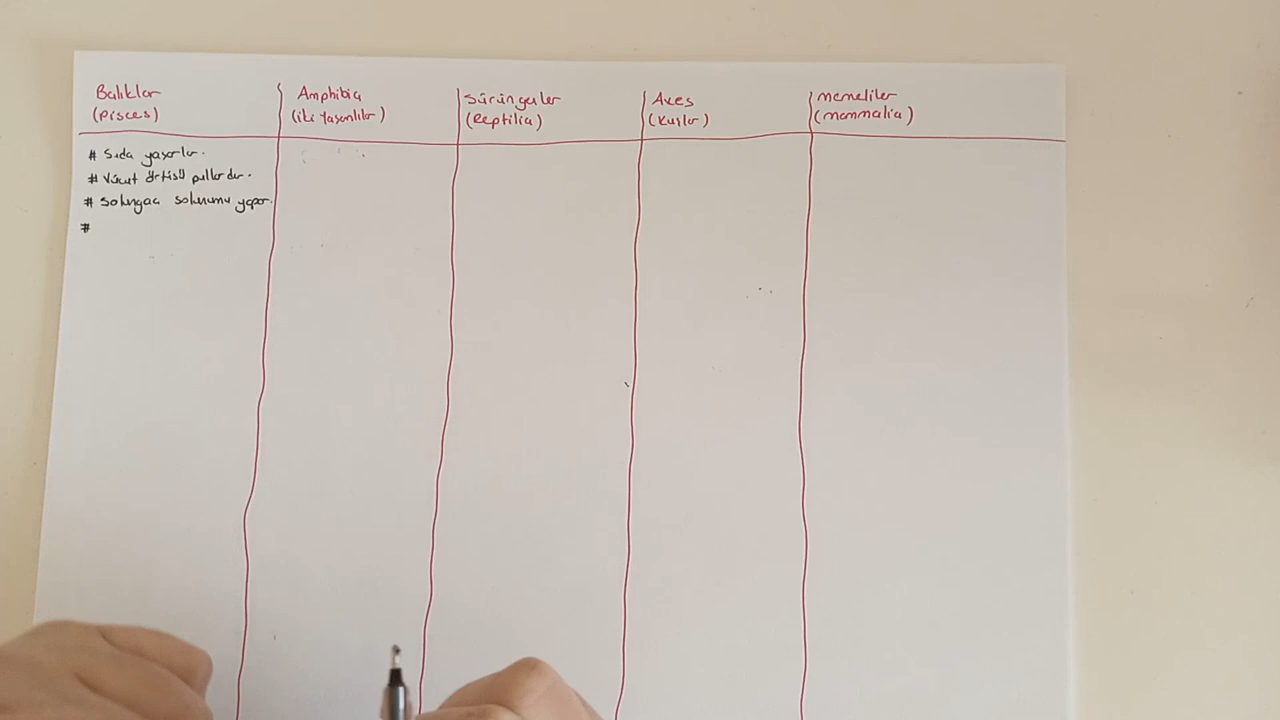 Balıklar
(Pisces)
Amphibia
(iki Yaşamlılar)
Sürüngenler
(Reptilia)
Aves
(Kuşlar)
memeliler
(mammalia)
# Suda yaşarlar.
# Vücut örtüsü pullardır.
# Solungaç solunumu yapar.
#